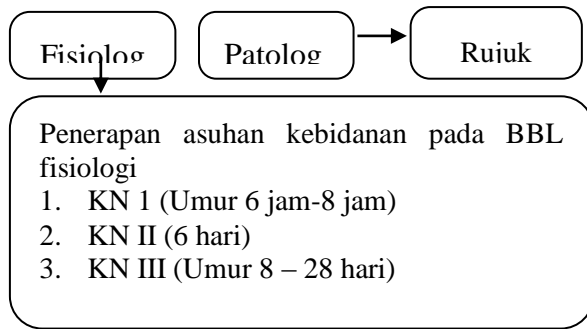 Fisiolog
Patolog
Rujuk
Penerapan asuhan kebidanan pada BBL
fisiologi
1. KN 1 (Umur 6 jam-8 jam)
2. KN II (6 hari)
3. KN III (Umur 8 – 28 hari)